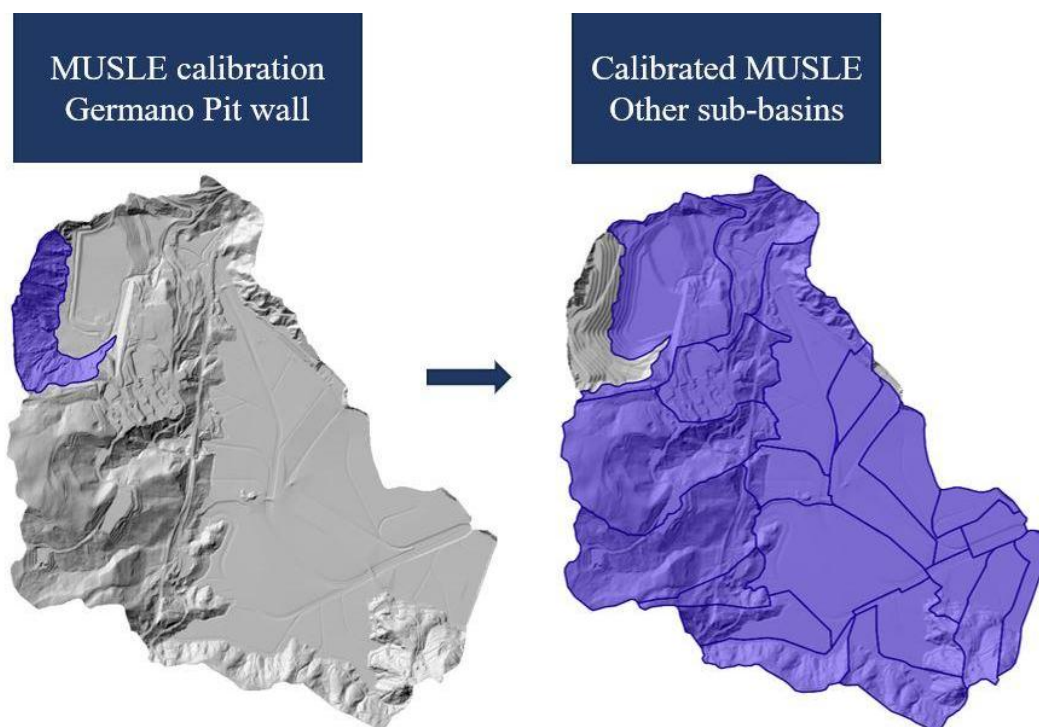 MUSLE calibration
Germano Pit wall
Calibrated MUSLE
Other sub-basins